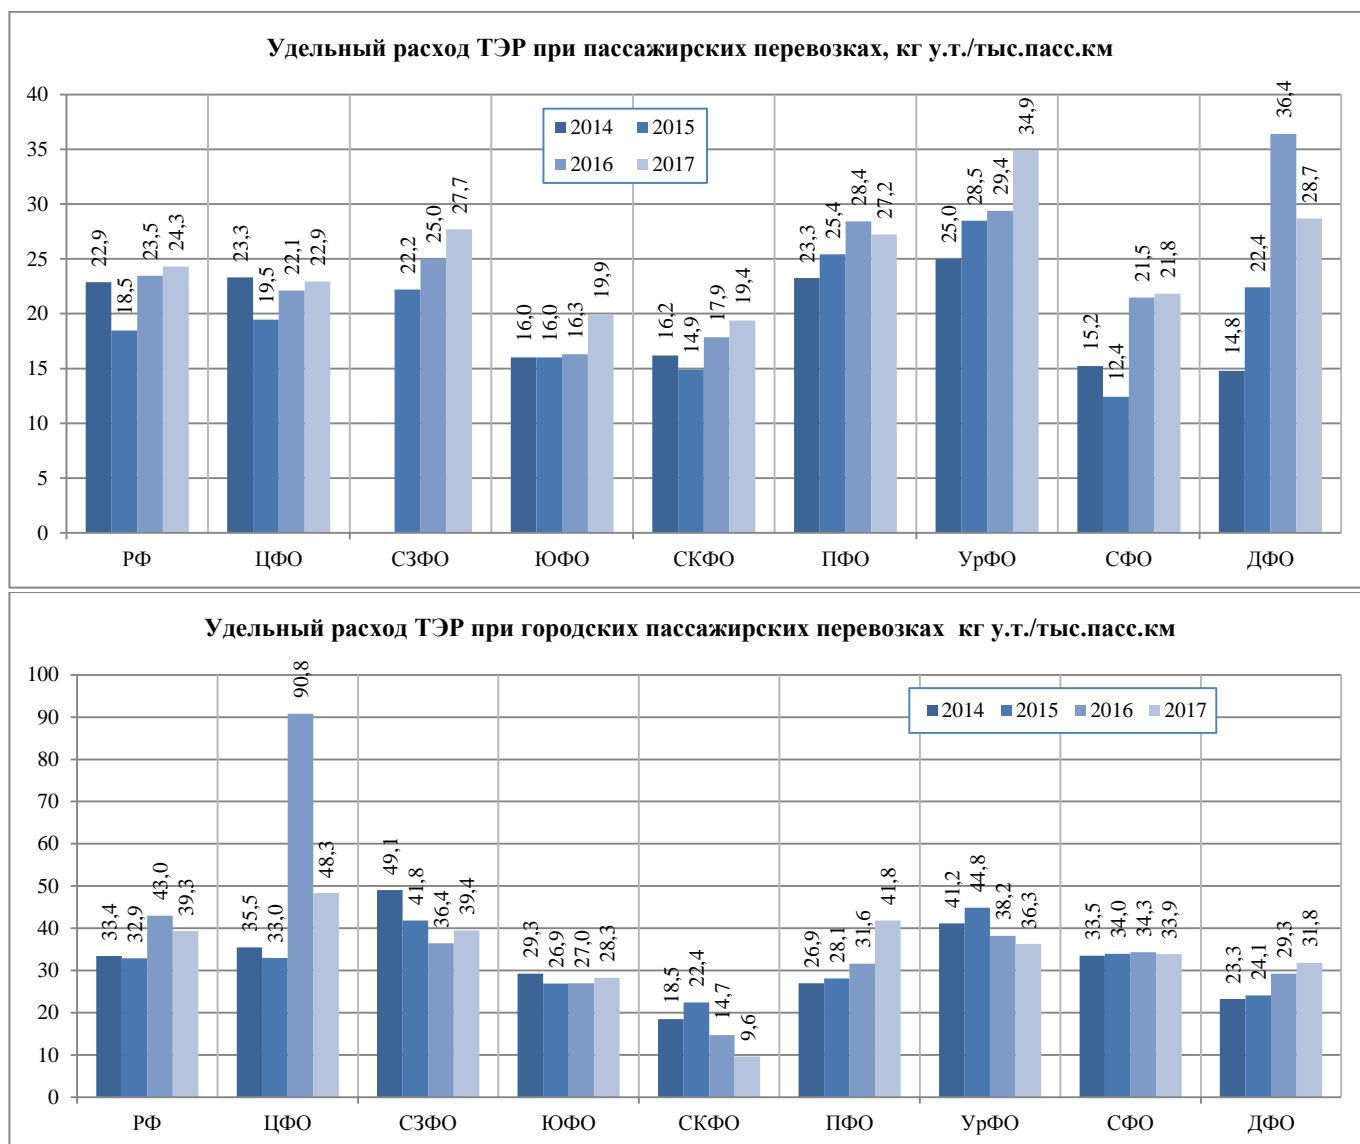 Удельный расход ТЭР при пассажирских перевозках, кг у.т./тыс.пасс.км
40
35
30
25
20
15
10
5
0
2014 2015
2016 2017
22,9 18,5 23,5 24,3
23,3 19,5 22,1 22,9
22,2 25,0 27,7
16,0 16,0 16,3 19,9
16,2 14,9 17,9 19,4
23,3 25,4 28,4 27,2
25,0 28,5 29,4 34,9
15,2 12,4 21,5 21,8
14,8 22,4 36,4 28,7
РФ ЦФО СЗФО ЮФО СКФО ПФО УрФО СФО ДФО
Удельный расход ТЭР при городских пассажирских перевозках кг у.т./тыс.пасс.км
100
90
80
70
60
50
40
30
20
10
0
2014 2015 2016 2017
33,4 32,9 43,0 39,3
35,5 33,0 90,8 48,3
49,1 41,8 36,4 39,4
29,3 26,9 27,0 28,3
18,5 22,4 14,7 9,6
26,9 28,1 31,6 41,8
41,2 44,8 38,2 36,3
33,5 34,0 34,3 33,9
23,3 24,1 29,3 31,8
РФ ЦФО СЗФО ЮФО СКФО ПФО УрФО СФО ДФО